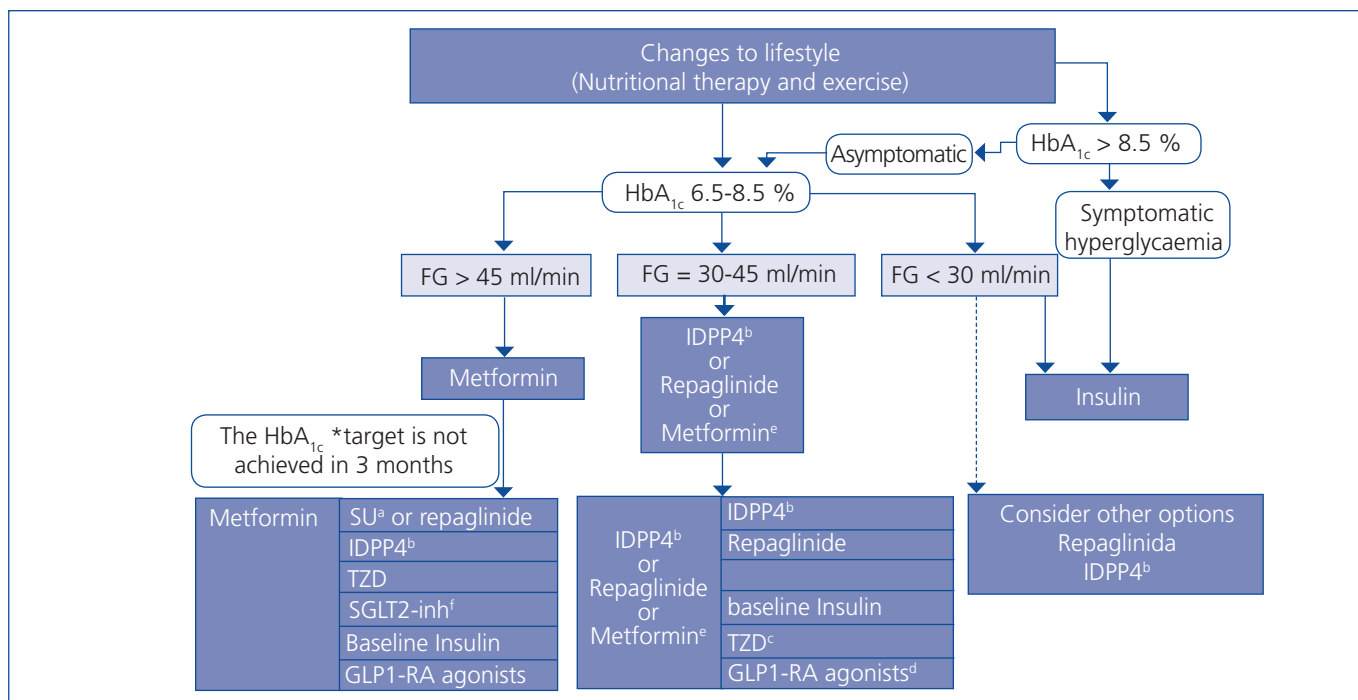 Changes to lifestyle
(Nutritional therapy and exercise)
HbA1c > 8.5 %
Asymptomatic
HbA1c 6.5-8.5 %
Symptomatic
hyperglycaemia
FG > 45 ml/min
FG = 30-45 ml/min
FG < 30 ml/min
IDPP4b
or
Repaglinide
or
Metformine
Metformin
Insulin
The HbA1c *target is not
achieved in 3 months
Metformin
SUa or repaglinide
IDPP4b
TZD
SGLT2-inhf
Baseline Insulin
GLP1-RA agonists
IDPP4b
or
Repaglinide
or
Metformine
IDPP4b
Repaglinide
baseline Insulin
TZDc
GLP1-RA agonistsd
Consider other options
Repaglinida
IDPP4b